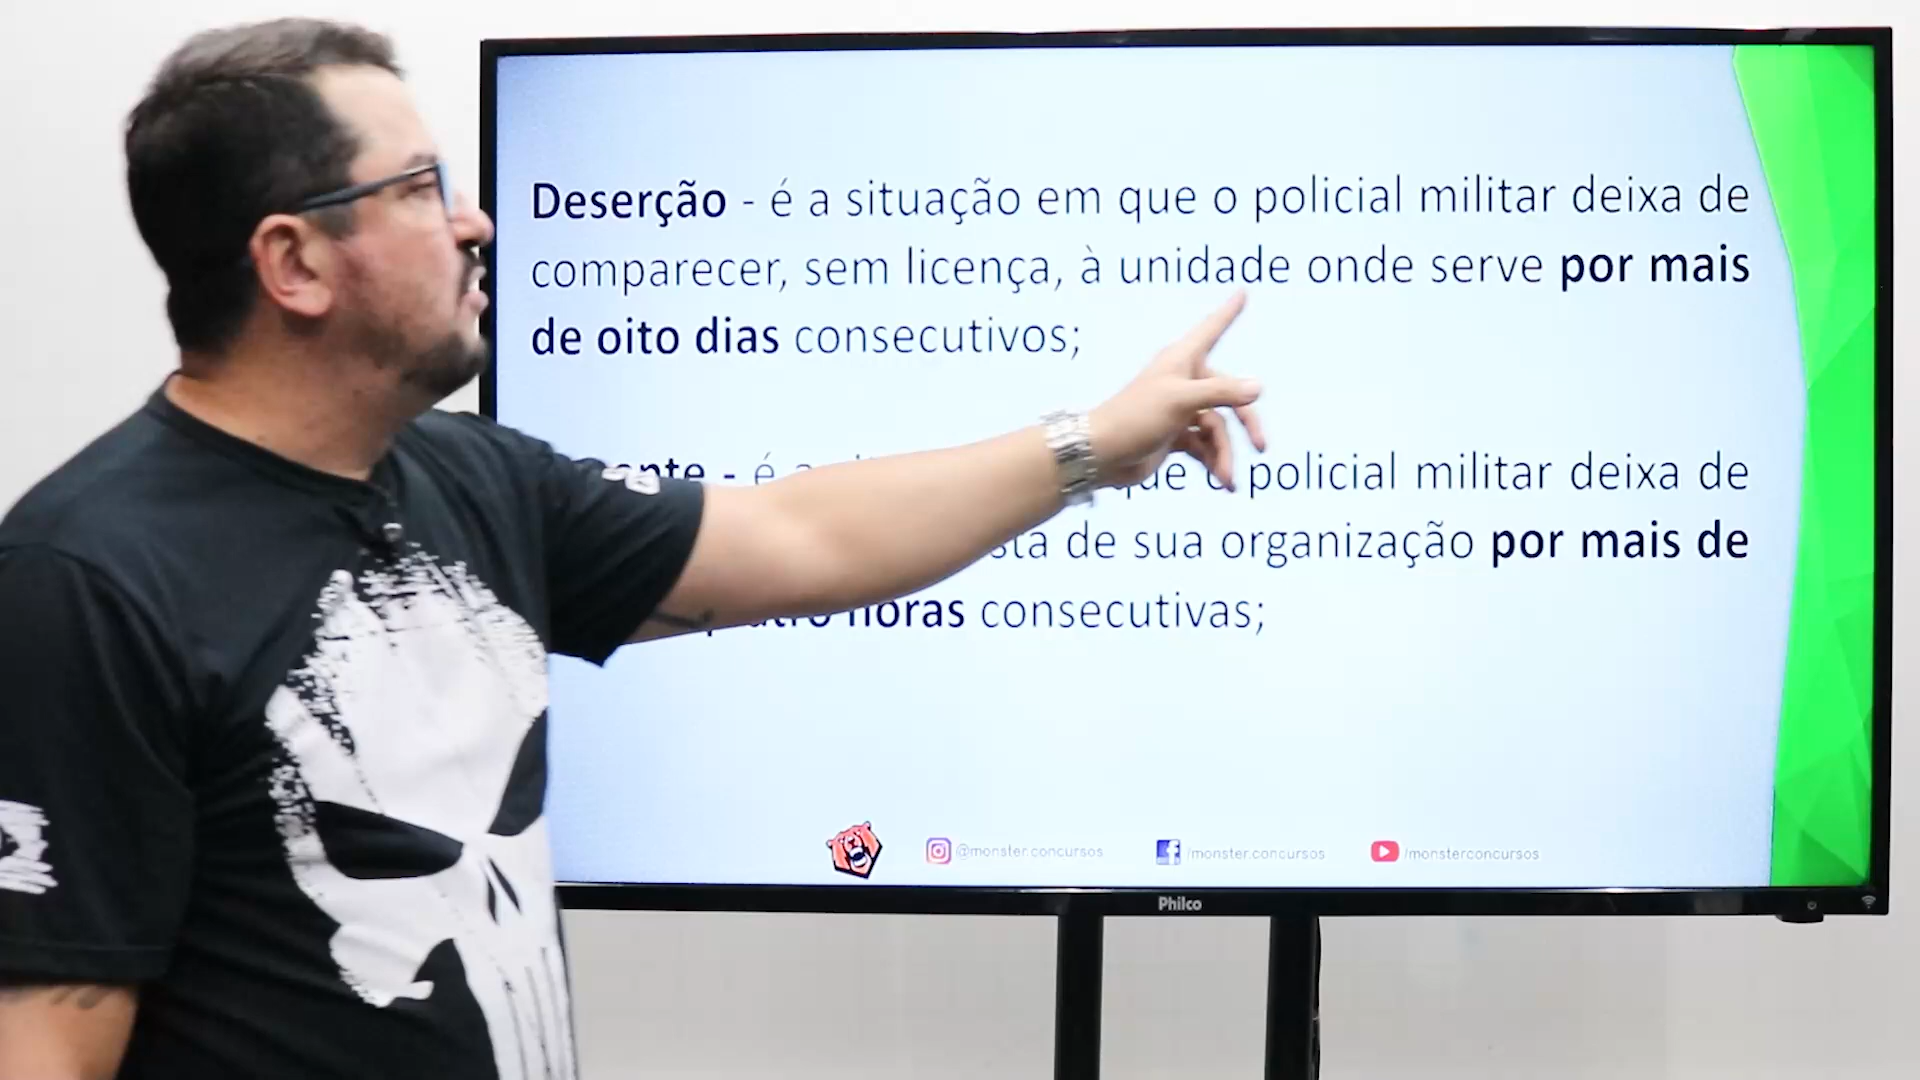 Deserção - é a situação em que o policial militar deixa de
comparecer, sem licença, à unidade onde serve por mais
de oito dias consecutivos;
- é policial militar deixa de
de sua organização por mais de
horas consecutivas;
@monster.concursos /monster.concursos /monsterconcursos
Philco